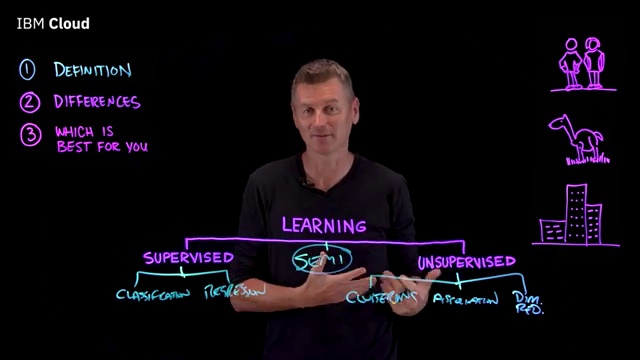 IBM Cloud
1 DEFINITION
2 DIFFERENCES
3 WHICH IS
BEST FOR YOU
LEARNING
SUPERVISED
SEMI
UNSUPERVISED
CLASSIFICATION
REGRESSION
CLUSTERING
ASSOCIATION
DIM.
RED.